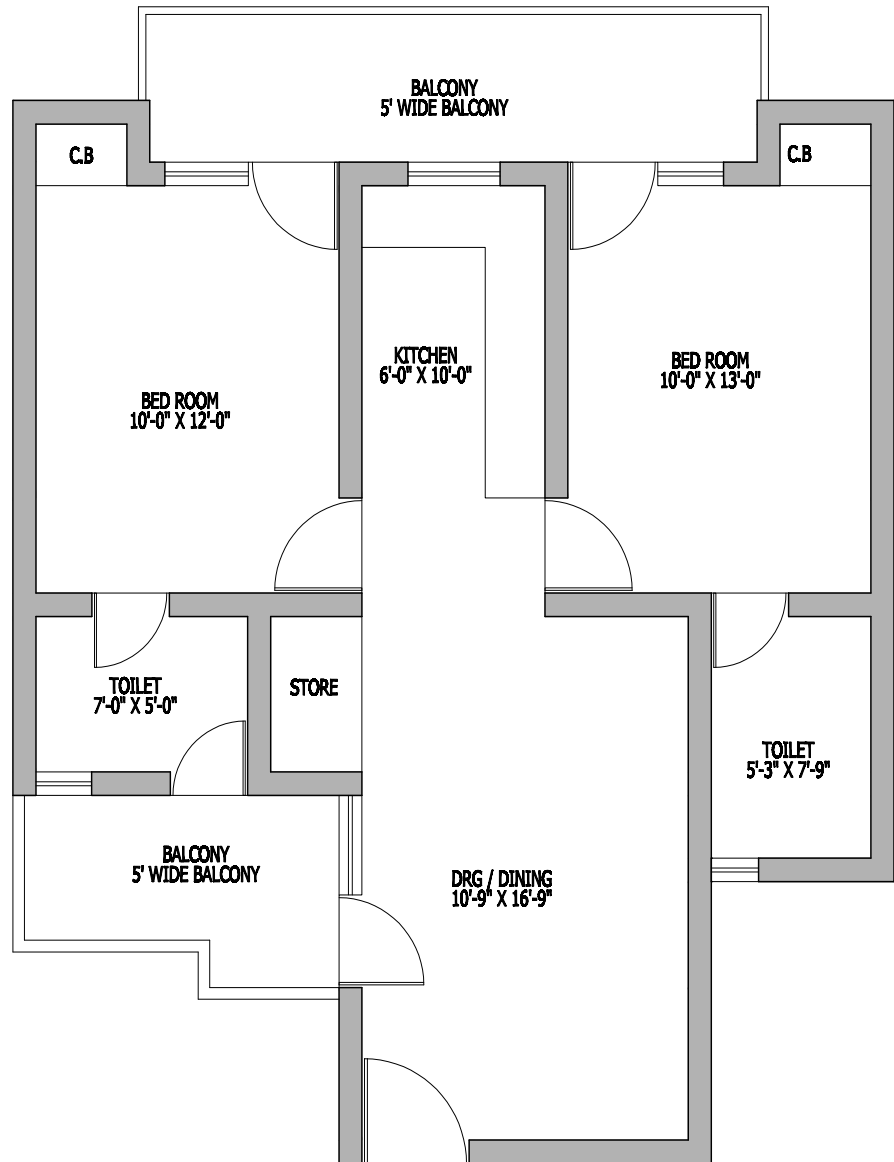 BALCONY
5' WIDE BALCONY
C.B
C.B
KITCHEN
6'-0" X 10'-0"
BED ROOM
10'-0" X 13'-0"
BED ROOM
10'-0" X 12'-0"
TOILET
7'-0" X 5'-0"
STORE
TOILET
5'-3" X 7'-9"
BALCONY
5' WIDE BALCONY
DRG / DINING
10'-9" X 16'-9"